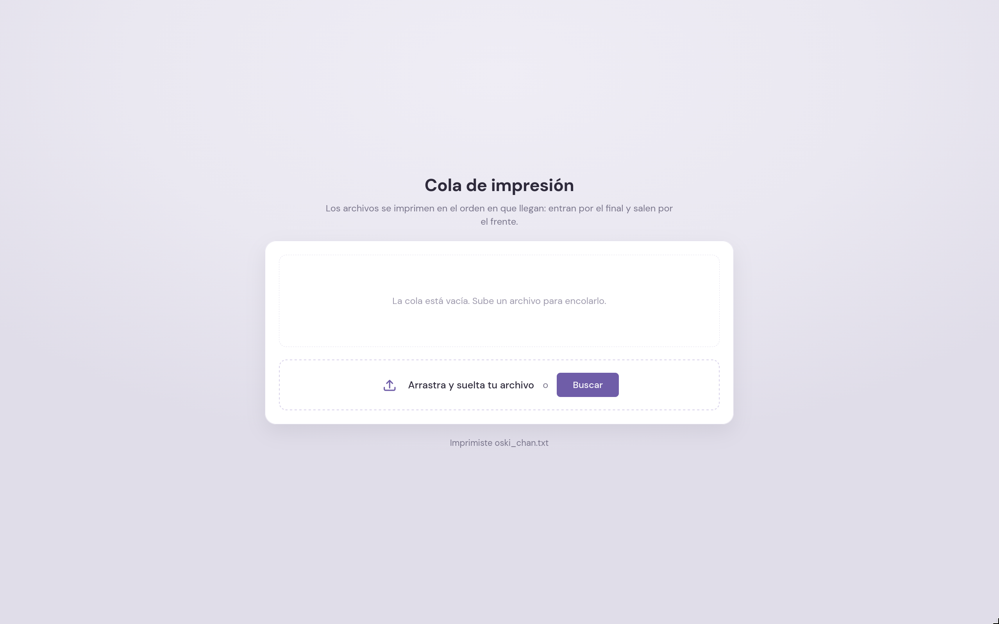 Cola de impresión
Los archivos se imprimen en el orden en que llegan: entran por el final y salen por
el frente.
La cola está vacía. Sube un archivo para encolarlo.
Arrastra y suelta tu archivo o Buscar
Imprimiste oski_chan.txt